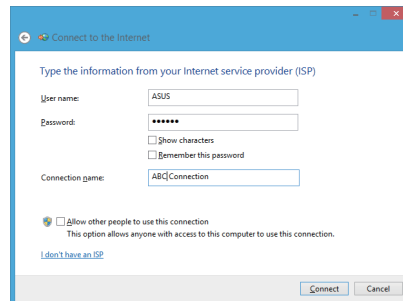 Connect to the Internet
Type the information from your Internet service provider (ISP)
User name:
ASUS
Password:
••••••
Show characters
Remember this password
Connection name:
ABC Connection
Allow other people to use this connection
This option allows anyone with access to this computer to use this connection.
I don't have an ISP
Connect
Cancel